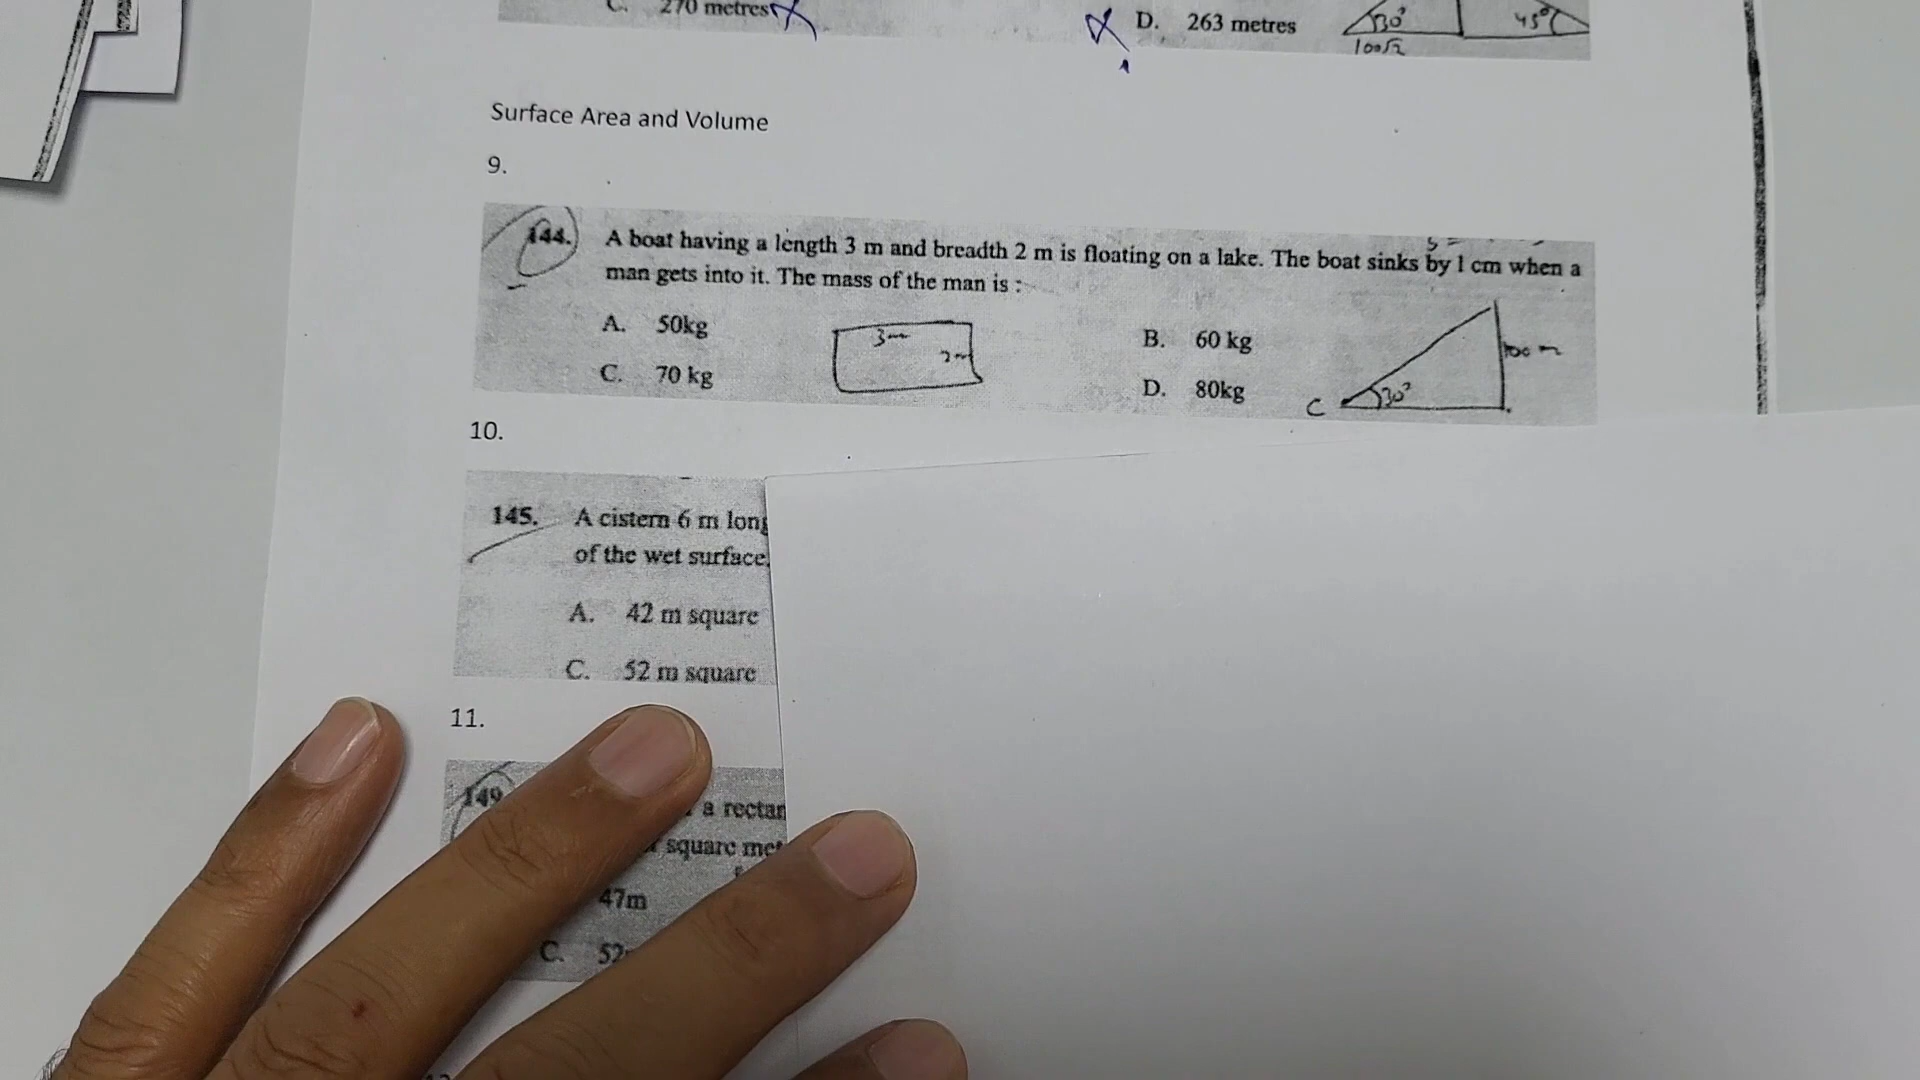 270 metres
D. 263 metres
30°
45°
100√2
Surface Area and Volume
9.
144. A boat having a length 3 m and breadth 2 m is floating on a lake. The boat sinks by 1 cm when a
man gets into it. The mass of the man is :
A. 50kg
B. 60 kg
C. 70 kg
D. 80kg
3m
2m
30°
C
10.
145. A cistern 6 m long
of the wet surface.
A. 42 m square
C. 52 m square
11.
149
a rectan
square met
47m
C. 52